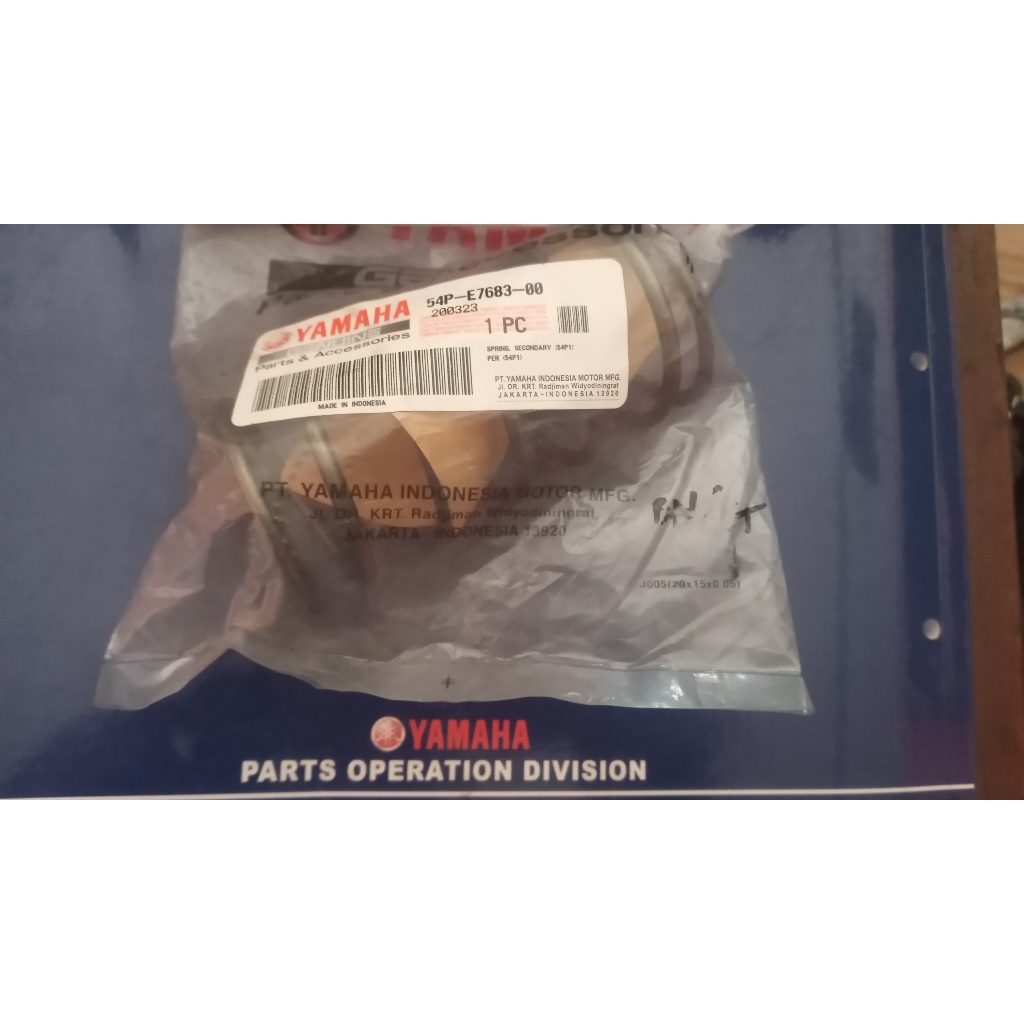 YAMAHA
GENUINE
Parts & Accessories
54P-E7683-00
200323
1 PC
SPRING, SECONDARY (54P1)
PER (54P1)
PT. YAMAHA INDONESIA MOTOR MFG.
Jl. DR. KRT. Radjiman Widyodiningrat
JAKARTA - INDONESIA 13920
MADE IN INDONESIA
PT. YAMAHA INDONESIA MOTOR MFG.
Jl. DR. KRT. Radjiman Widyodiningrat
JAKARTA - INDONESIA 13920
J005(20x15x0.05)
YAMAHA
PARTS OPERATION DIVISION